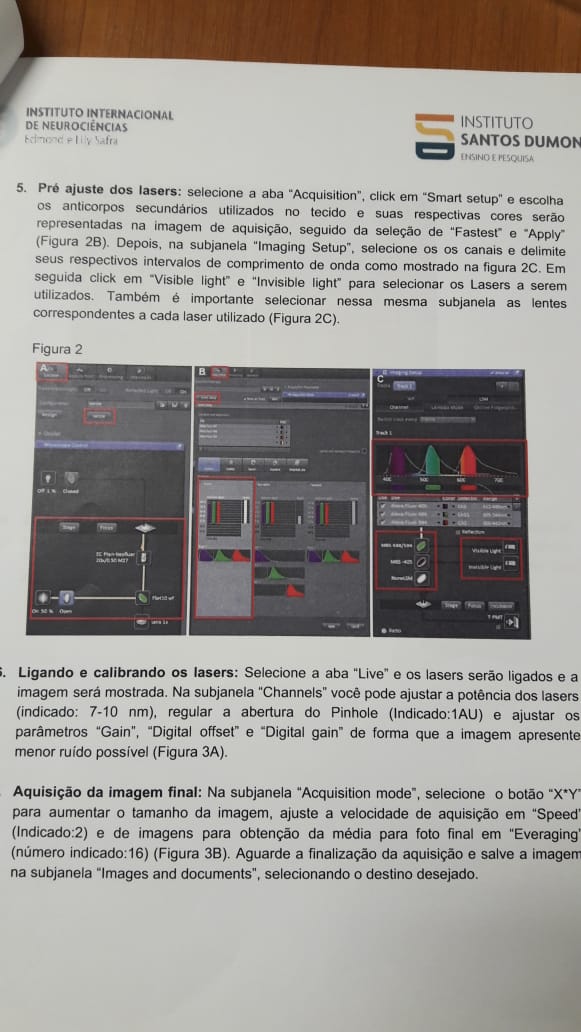 INSTITUTO INTERNACIONAL
DE NEUROCIÊNCIAS
Edmond e Lily Safra
INSTITUTO
SANTOS DUMON
ENSINO E PESQUISA
5. Pré ajuste dos lasers: selecione a aba “Acquisition”, click em “Smart setup” e escolha
os anticorpos secundários utilizados no tecido e suas respectivas cores serão
representadas na imagem de aquisição, seguido da seleção de “Fastest” e “Apply”
(Figura 2B). Depois, na subjanela “Imaging Setup”, selecione os os canais e delimite
seus respectivos intervalos de comprimento de onda como mostrado na figura 2C. Em
seguida click em “Visible light” e “Invisible light” para selecionar os Lasers a serem
utilizados. Também é importante selecionar nessa mesma subjanela as lentes
correspondentes a cada laser utilizado (Figura 2C).
Figura 2
A
Stage
Focus
EC Plan-Neofluar
20x/0.50 M27
Off 1 %
Closed
On 50 %
Open
B
C
Imaging Setup
Track 1
Channel
Track 1
400
500
600
700
Reflection
MBS -405
Visible Light
Invisible Light
Stage
Focus
T PMT
6. Ligando e calibrando os lasers: Selecione a aba “Live” e os lasers serão ligados e a
imagem será mostrada. Na subjanela “Channels” você pode ajustar a potência dos lasers
(indicado: 7-10 nm), regular a abertura do Pinhole (Indicado:1AU) e ajustar os
parâmetros “Gain”, “Digital offset” e “Digital gain” de forma que a imagem apresente
menor ruído possível (Figura 3A).
Aquisição da imagem final: Na subjanela “Acquisition mode”, selecione o botão “X*Y”
para aumentar o tamanho da imagem, ajuste a velocidade de aquisição em “Speed”
(Indicado:2) e de imagens para obtenção da média para foto final em “Everaging”
(número indicado:16) (Figura 3B). Aguarde a finalização da aquisição e salve a imagem
na subjanela “Images and documents”, selecionando o destino desejado.